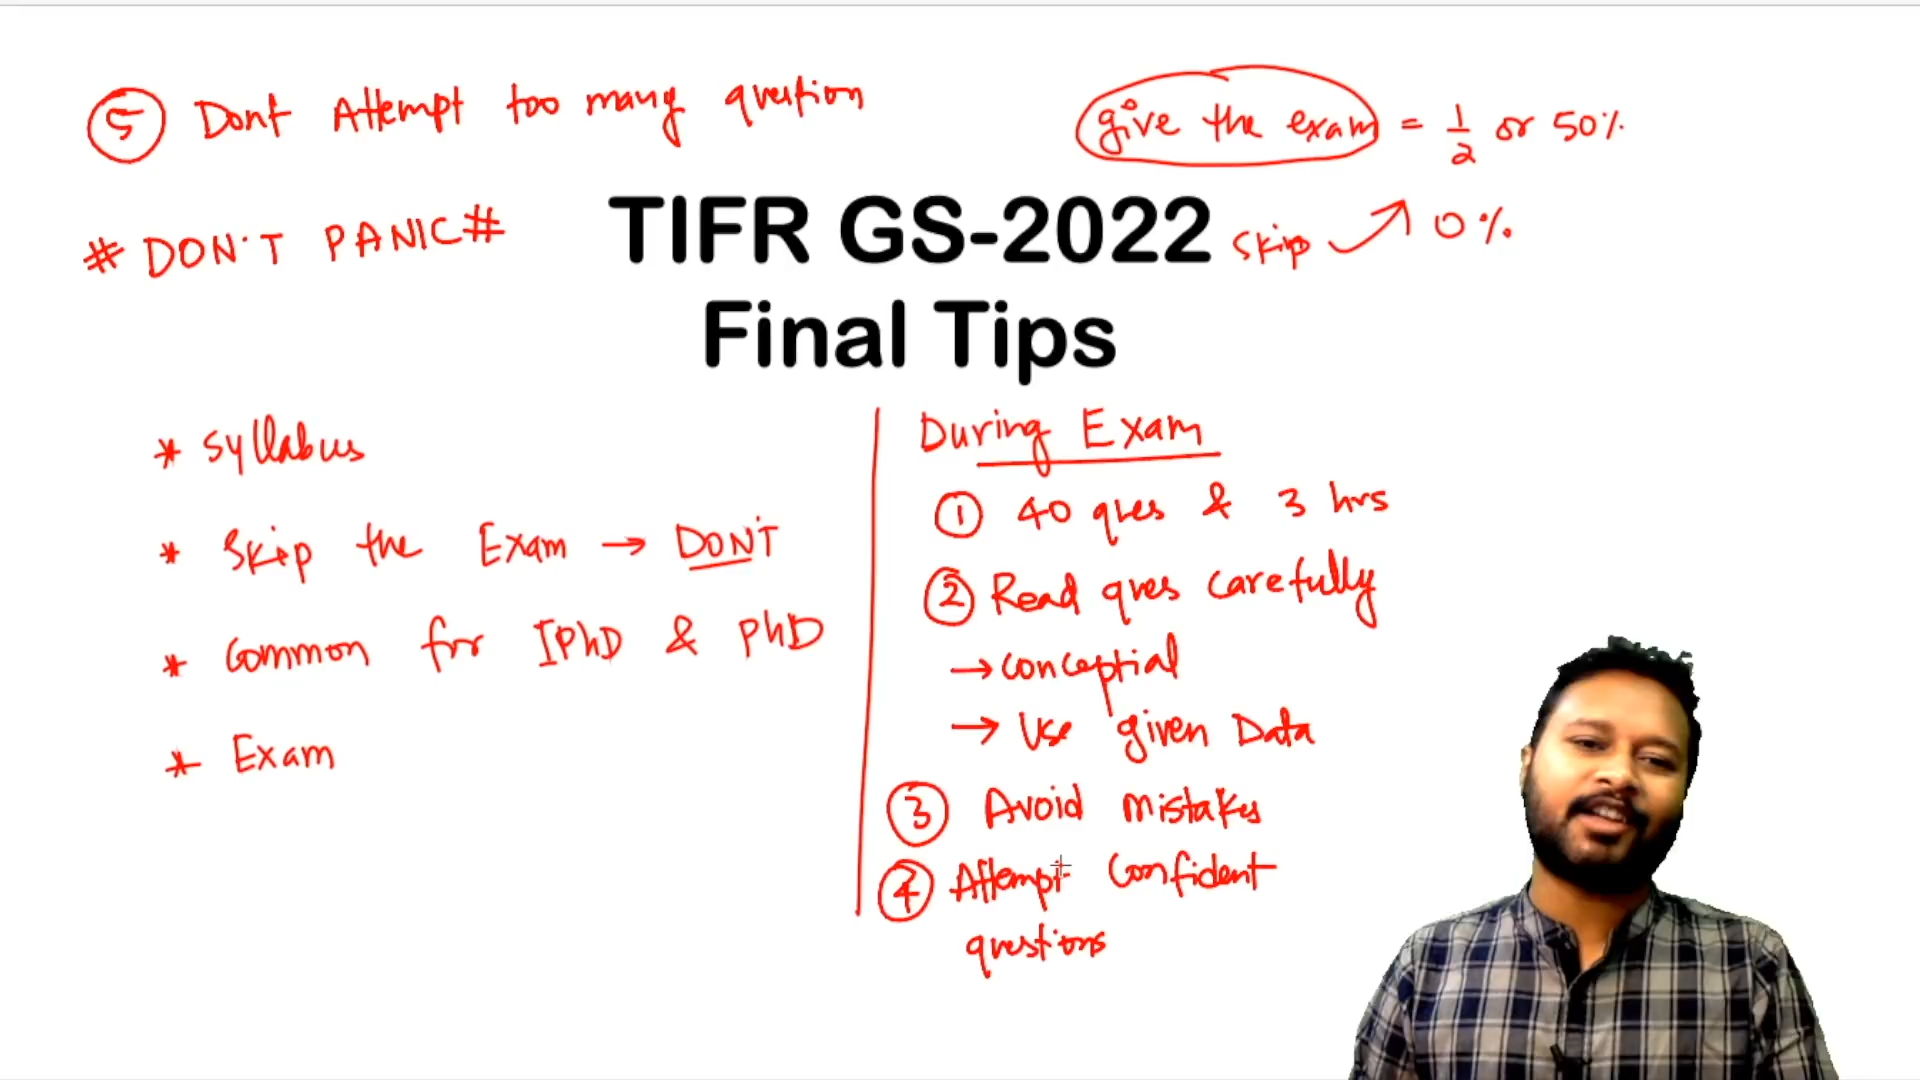 ⑤ Dont Attempt too many question
give the exam = 1/2 or 50%
# DON'T PANIC #
skip ↗ 0%
TIFR GS-2022
Final Tips
* Syllabus
* Skip the Exam → DON'T
* Common for IPhD & PhD
* Exam
During Exam
① 40 ques & 3 hrs
② Read ques carefully
→ conceptial
→ Use given Data
③ Avoid mistakes
④ Attempt Confident
questions